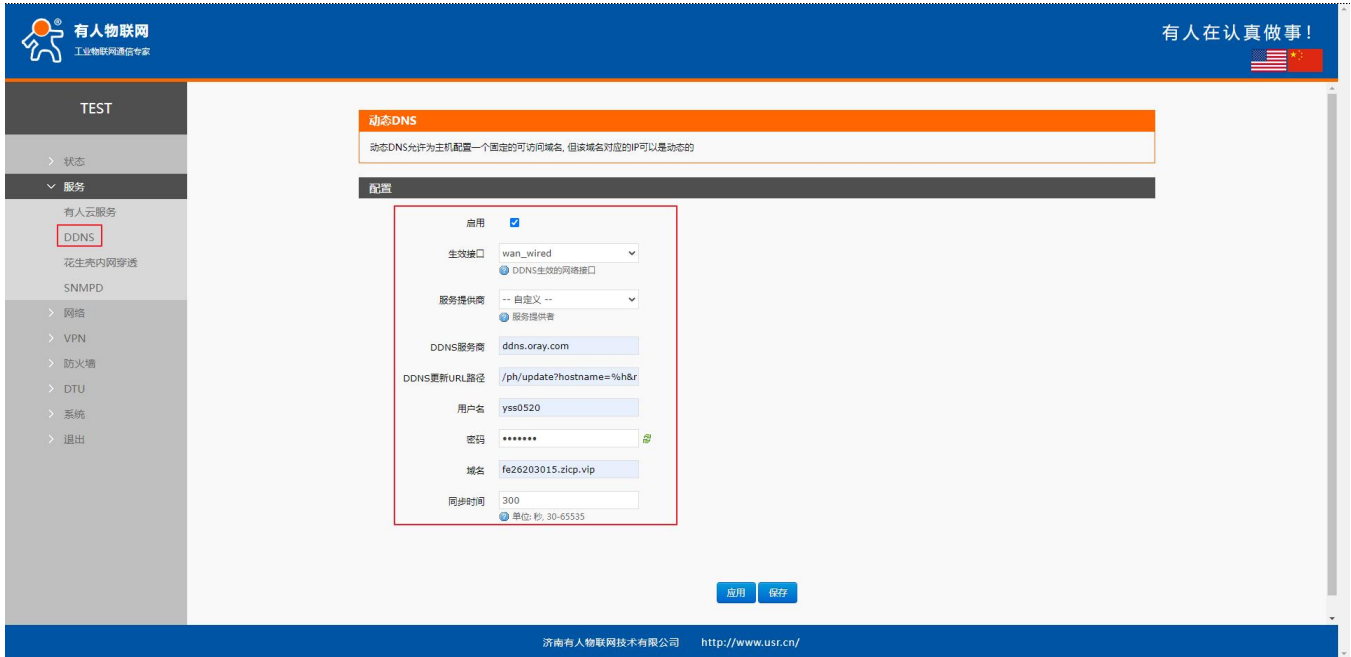 有人物联网
工业物联网通信专家
有人在认真做事！
TEST
状态
服务
有人云服务
DDNS
花生壳内网穿透
SNMPD
网络
VPN
防火墙
DTU
系统
退出
动态DNS
动态DNS允许为主机配置一个固定的可访问域名, 但该域名对应的IP可以是动态的
配置
启用
生效接口 wan_wired
DDNS生效的网络接口
服务提供商 -- 自定义 --
服务提供者
DDNS服务商 ddns.oray.com
DDNS更新URL路径 /ph/update?hostname=%h&r
用户名 yss0520
密码 •••••••
域名 fe26203015.zicp.vip
同步时间 300
单位: 秒, 30-65535
应用 保存
济南有人物联网技术有限公司 http://www.usr.cn/